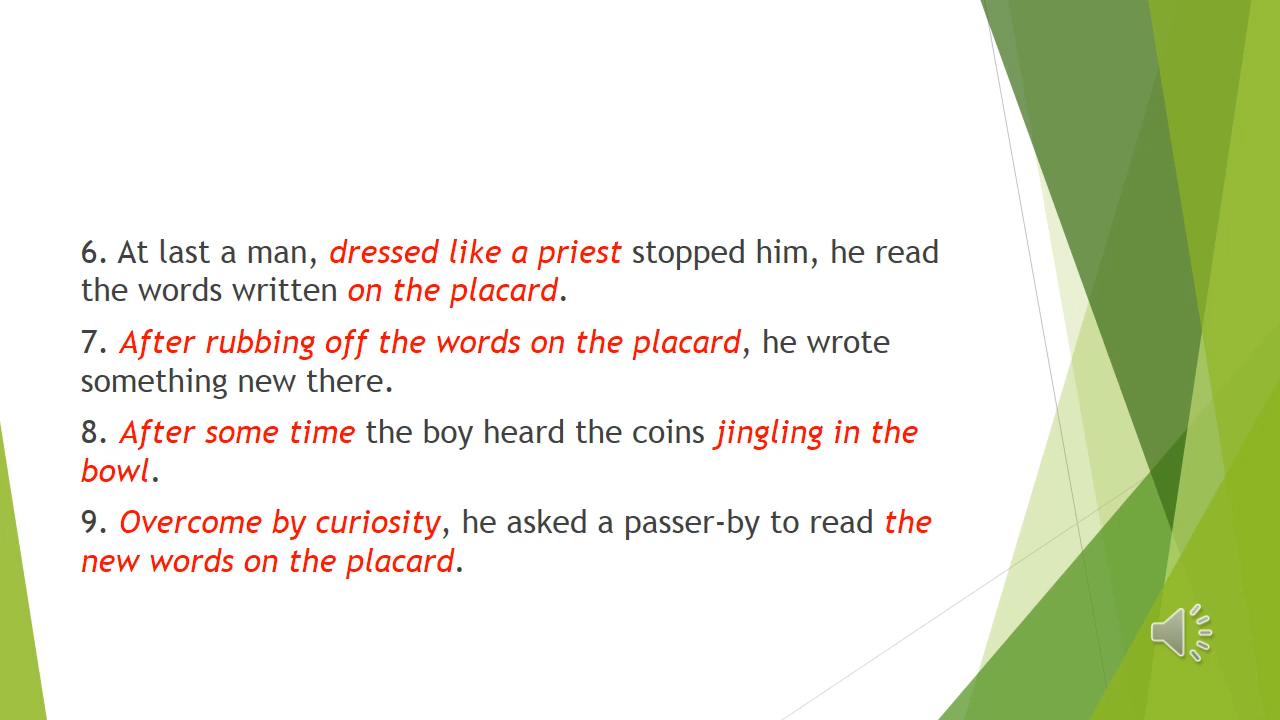 6. At last a man, dressed like a priest stopped him, he read
the words written on the placard.
7. After rubbing off the words on the placard, he wrote
something new there.
8. After some time the boy heard the coins jingling in the
bowl.
9. Overcome by curiosity, he asked a passer-by to read the
new words on the placard.